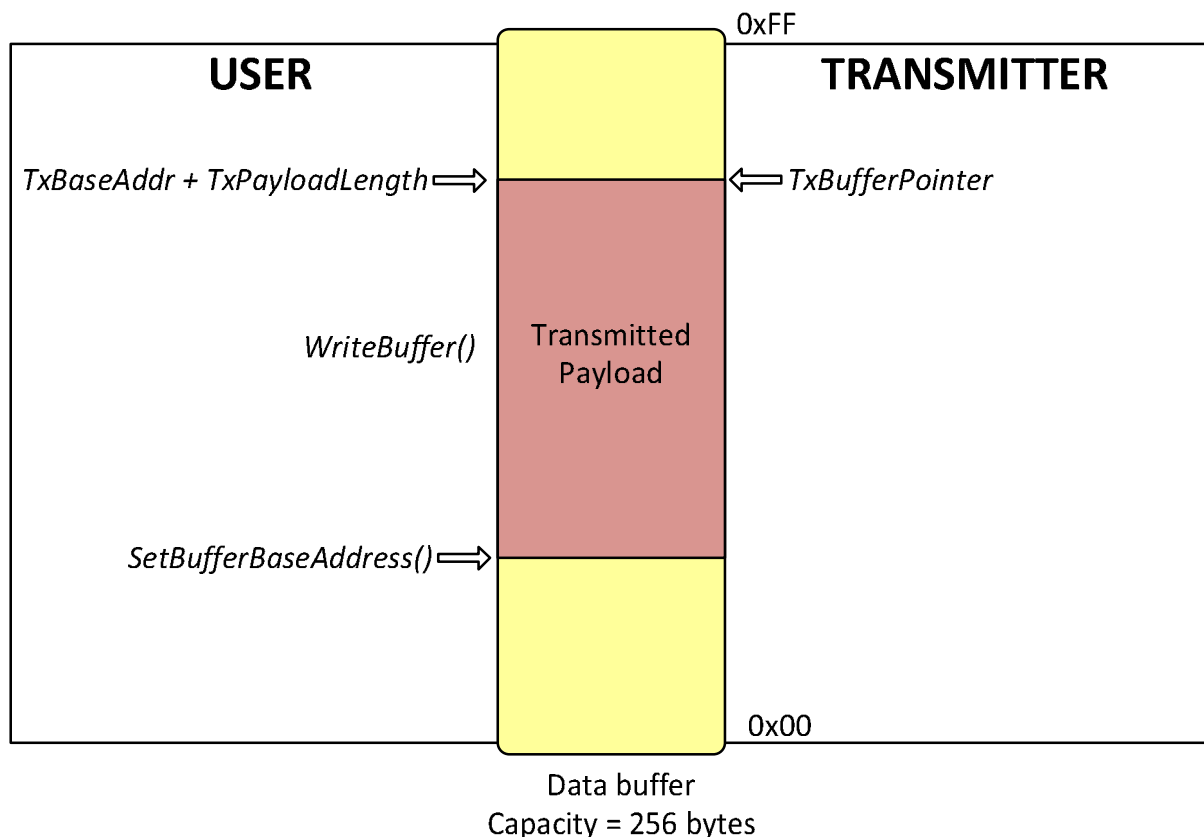 0xFF
USER
TRANSMITTER
TxBaseAddr + TxPayloadLength
TxBufferPointer
WriteBuffer()
Transmitted
Payload
SetBufferBaseAddress()
0x00
Data buffer
Capacity = 256 bytes